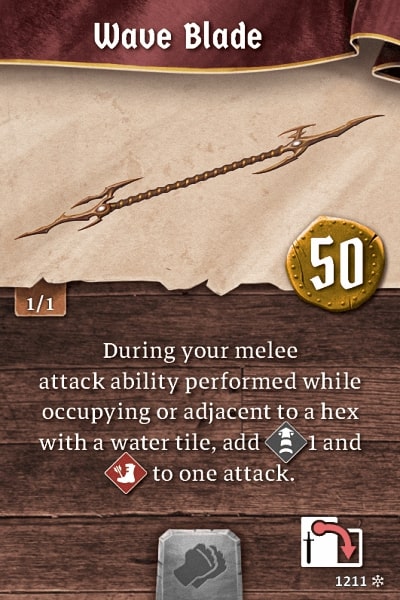 Wave Blade
50
1/1
During your melee
attack ability performed while
occupying or adjacent to a hex
with a water tile, add 1 and
to one attack.
1211